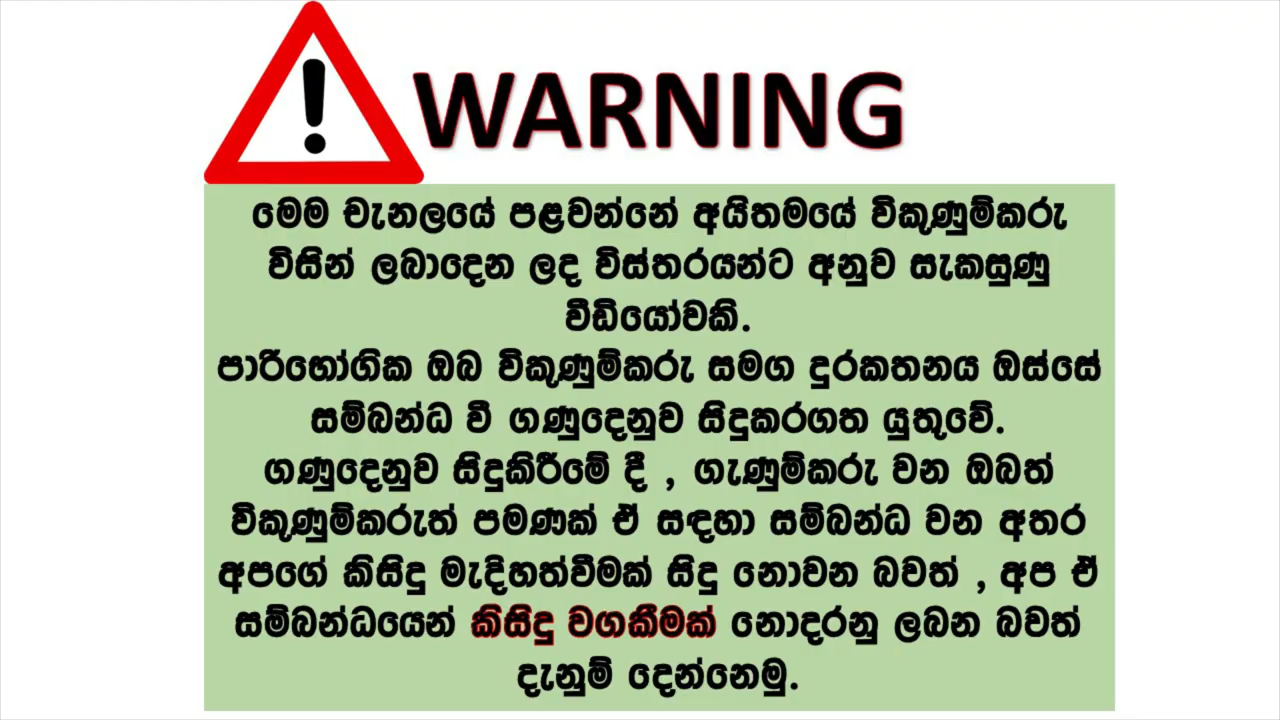 WARNING
මෙම චැනලයේ පළවන්නේ අයිතමයේ විකුණුම්කරු
විසින් ලබාදෙන ලද විස්තරයන්ට අනුව සැකසුණු
වීඩියෝවකි.
පාරිභෝගික ඔබ විකුණුම්කරු සමග දුරකතනය ඔස්සේ
සම්බන්ධ වී ගණුදෙනුව සිදුකරගත යුතුවේ.
ගණුදෙනුව සිදුකිරීමේ දී , ගැණුම්කරු වන ඔබත්
විකුණුම්කරුත් පමණක් ඒ සඳහා සම්බන්ධ වන අතර
අපගේ කිසිදු මැදිහත්වීමක් සිදු නොවන බවත් , අප ඒ
සම්බන්ධයෙන් කිසිදු වගකීමක් නොදරනු ලබන බවත්
දැනුම් දෙන්නෙමු.